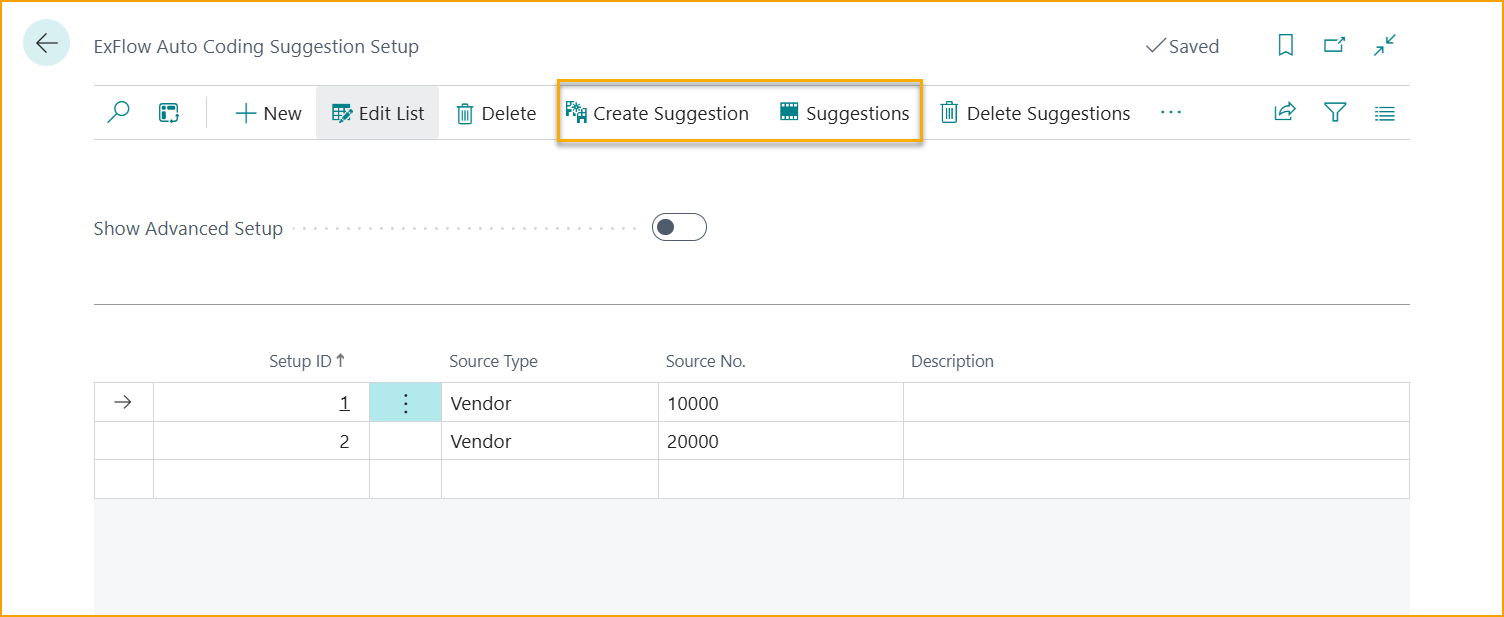 ExFlow Auto Coding Suggestion Setup
Saved
New Edit List Delete Create Suggestion Suggestions Delete Suggestions
Show Advanced Setup
Setup ID Source Type Source No. Description
1 Vendor 10000
2 Vendor 20000